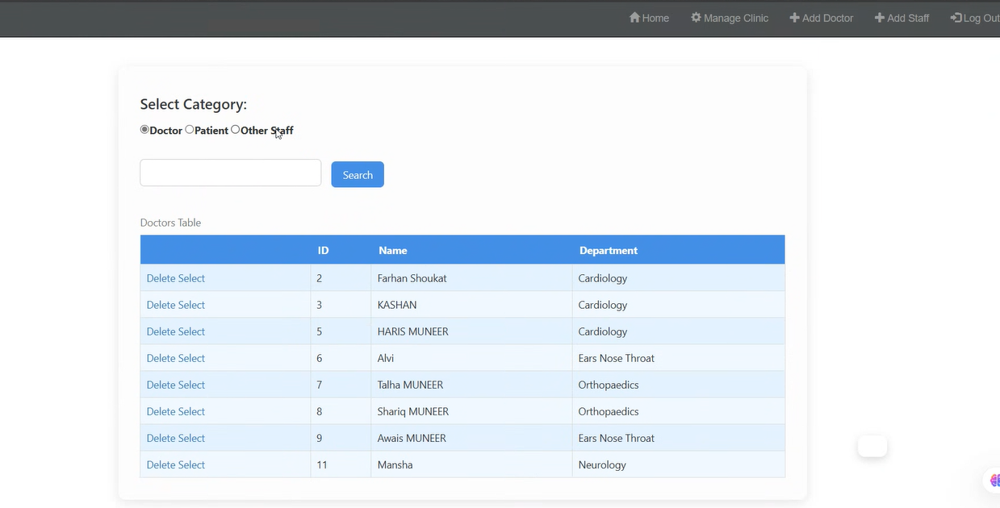 Home Manage Clinic Add Doctor Add Staff Log Out
Select Category:
Doctor Patient Other Staff
Search
Doctors Table
ID Name Department
Delete Select 2 Farhan Shoukat Cardiology
Delete Select 3 KASHAN Cardiology
Delete Select 5 HARIS MUNEER Cardiology
Delete Select 6 Alvi Ears Nose Throat
Delete Select 7 Talha MUNEER Orthopaedics
Delete Select 8 Shariq MUNEER Orthopaedics
Delete Select 9 Awais MUNEER Ears Nose Throat
Delete Select 11 Mansha Neurology